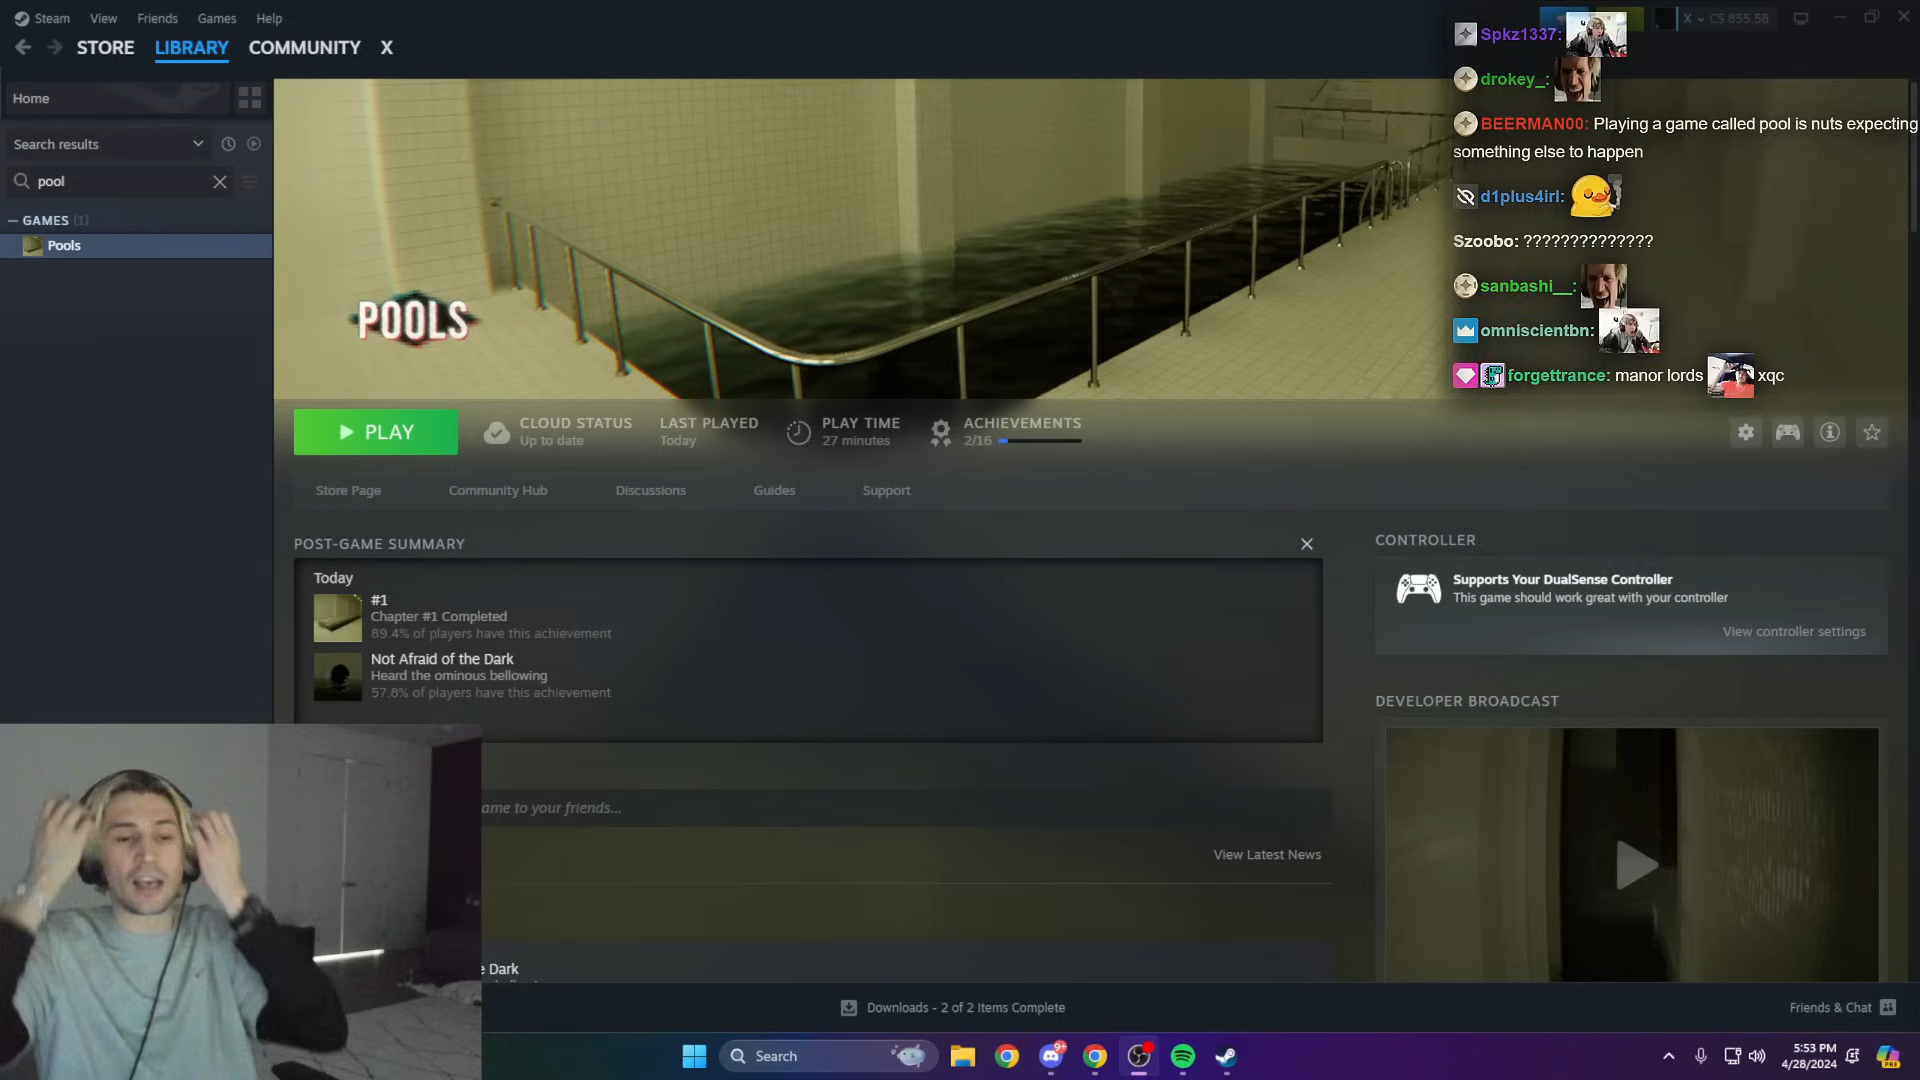 Steam View Friends Games Help
X C$ 855.58
STORE LIBRARY COMMUNITY X
Home
Search results
pool
GAMES (1)
Pools
POOLS
Spkz1337:
drokey_:
BEERMAN00: Playing a game called pool is nuts expecting
something else to happen
d1plus4irl:
Szoobo: ??????????????
sanbashi__:
omniscientbn:
forgettrance: manor lords xqc
PLAY
CLOUD STATUS
Up to date
LAST PLAYED
Today
PLAY TIME
27 minutes
ACHIEVEMENTS
2/16
Store Page Community Hub Discussions Guides Support
POST-GAME SUMMARY
Today
#1
Chapter #1 Completed
89.4% of players have this achievement
Not Afraid of the Dark
Heard the ominous bellowing
57.8% of players have this achievement
CONTROLLER
Supports Your DualSense Controller
This game should work great with your controller
View controller settings
DEVELOPER BROADCAST
ame to your friends...
View Latest News
e Dark
Downloads - 2 of 2 Items Complete
Friends & Chat
Search
9+
5:53 PM
4/28/2024
PRE